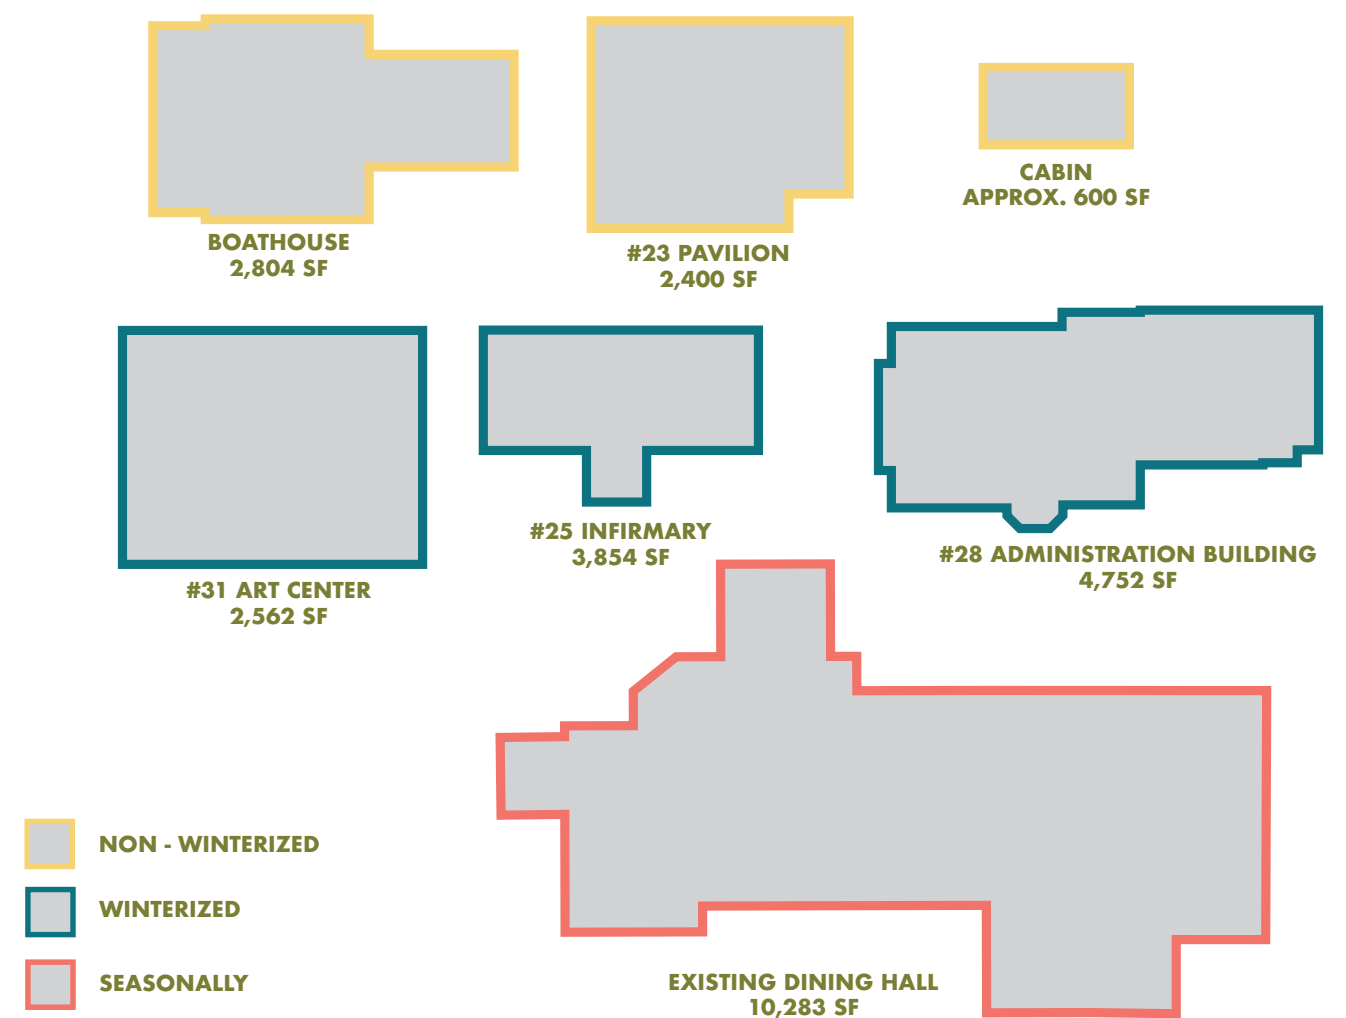 BOATHOUSE
2,804 SF
#23 PAVILION
2,400 SF
CABIN
APPROX. 600 SF
#31 ART CENTER
2,562 SF
#25 INFIRMARY
3,854 SF
#28 ADMINISTRATION BUILDING
4,752 SF
NON - WINTERIZED
WINTERIZED
SEASONALLY
EXISTING DINING HALL
10,283 SF